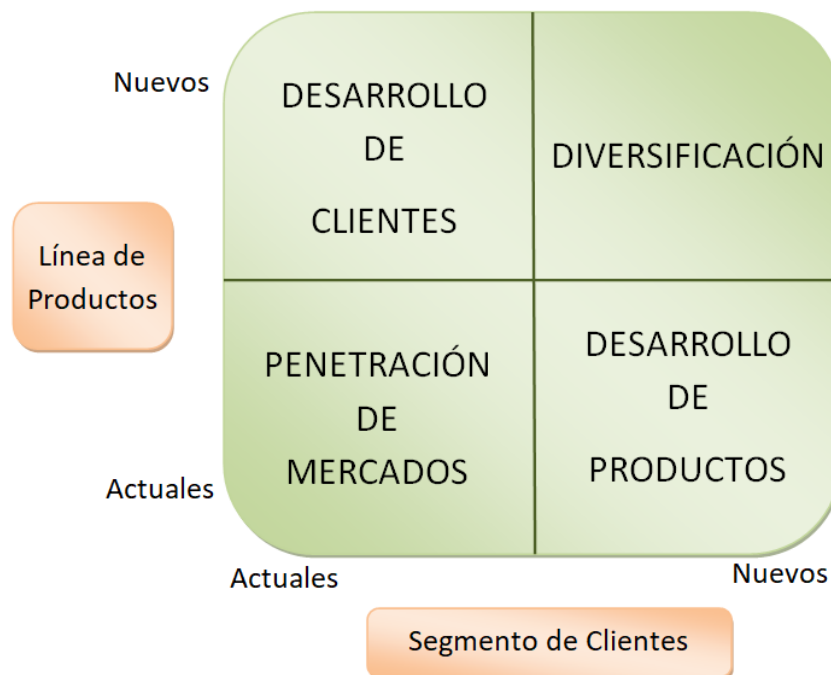 Nuevos
DESARROLLO
DE
CLIENTES
DIVERSIFICACIÓN
Línea de
Productos
PENETRACIÓN
DE
MERCADOS
DESARROLLO
DE
PRODUCTOS
Actuales
Actuales
Nuevos
Segmento de Clientes